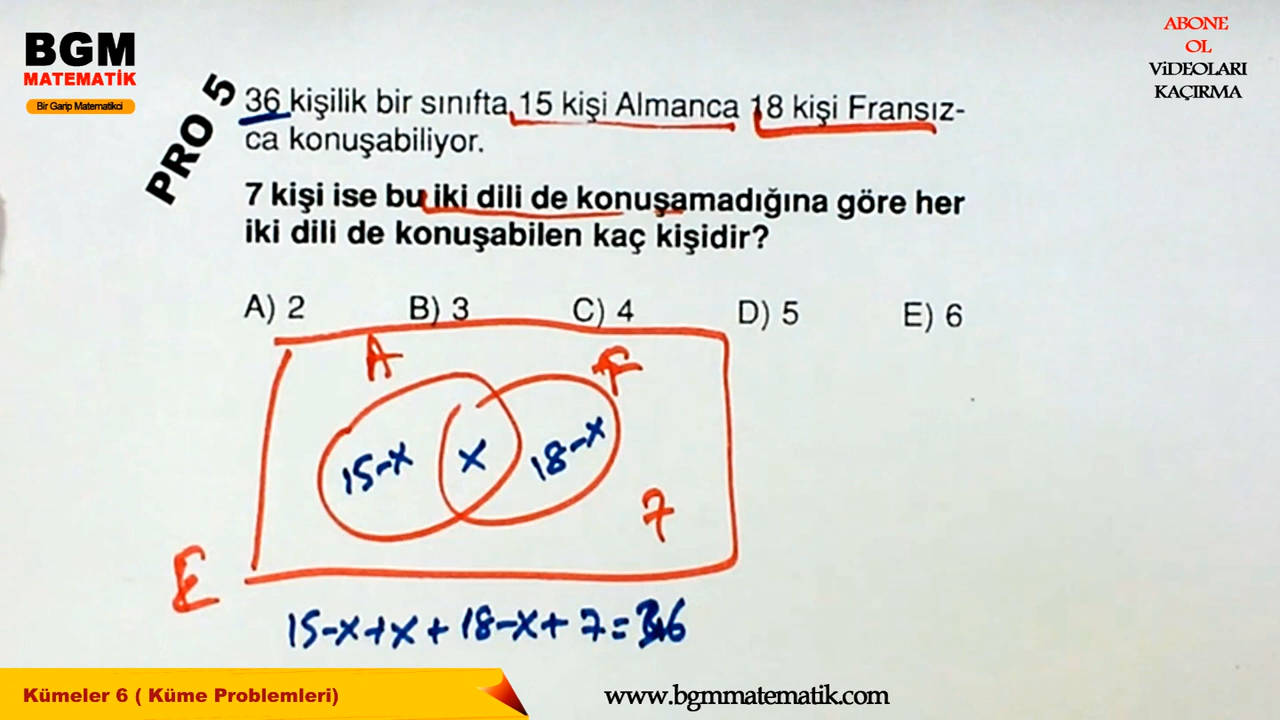 BGM
MATEMATİK
Bir Garip Matematikci
ABONE
OL
ViDEOLARI
KAÇIRMA
PRO 5
36 kişilik bir sınıfta, 15 kişi Almanca 18 kişi Fransız-
ca konuşabiliyor.
7 kişi ise bu iki dili de konuşamadığına göre her
iki dili de konuşabilen kaç kişidir?
A) 2 B) 3 C) 4 D) 5 E) 6
A F
15-x x 18-x
7
E
15-x+x+18-x+7=36
Kümeler 6 ( Küme Problemleri)
www.bgmmatematik.com